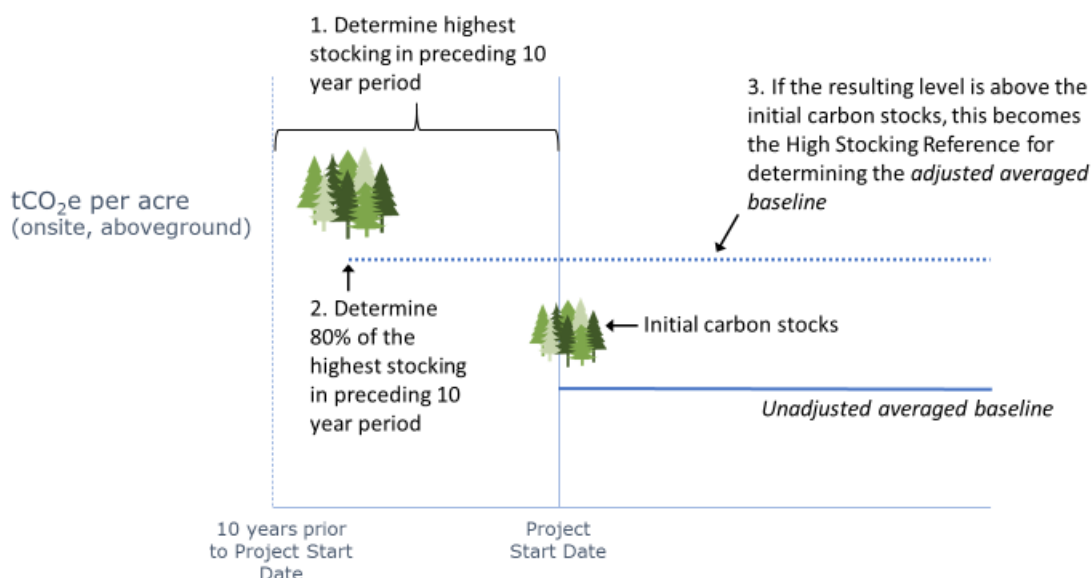 1. Determine highest
stocking in preceding 10
year period
3. If the resulting level is above the
initial carbon stocks, this becomes
the High Stocking Reference for
determining the adjusted averaged
baseline
tCO₂e per acre
(onsite, aboveground)
2. Determine
80% of the
highest stocking
in preceding 10
year period
Initial carbon stocks
Unadjusted averaged baseline
10 years prior
to Project Start
Date
Project
Start Date